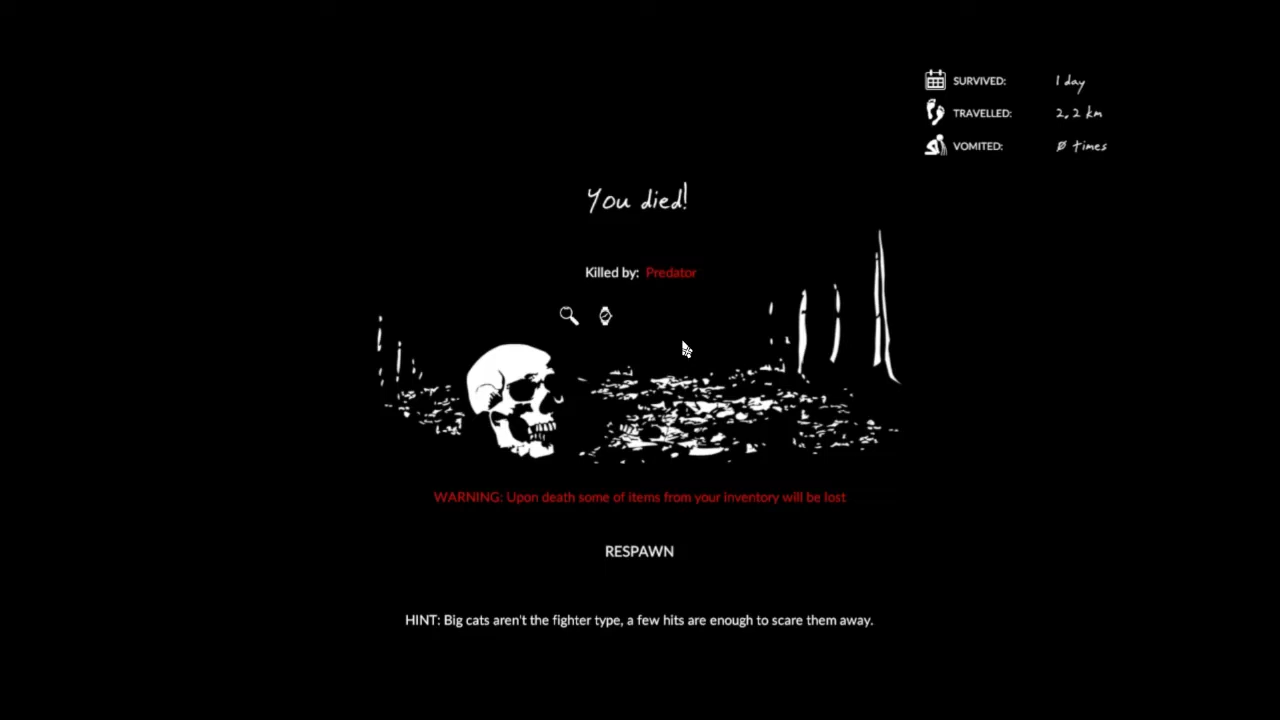 SURVIVED: 1 day
TRAVELLED: 2,2 km
VOMITED: 0 times
You died!
Killed by: Predator
WARNING: Upon death some of items from your inventory will be lost
RESPAWN
HINT: Big cats aren't the fighter type, a few hits are enough to scare them away.